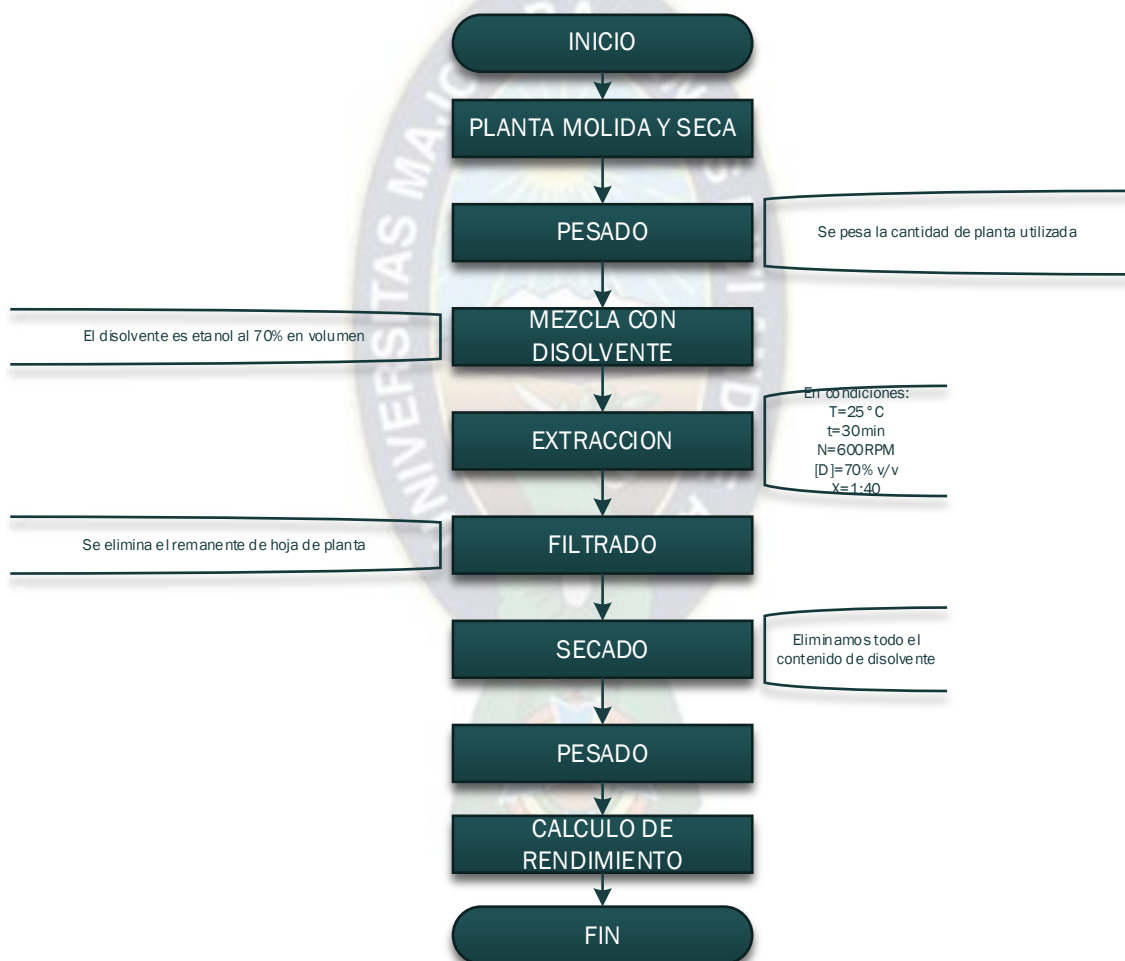 INICIO
PLANTA MOLIDA Y SECA
PESADO
Se pesa la cantidad de planta utilizada
MEZCLA CON
DISOLVENTE
El disolvente es etanol al 70% en volumen
EXTRACCION
En condiciones:
T=25°C
t=30min
N=600RPM
[D]=70% v/v
X=1:40
FILTRADO
Se elimina el remanente de hoja de planta
SECADO
Eliminamos todo el
contenido de disolvente
PESADO
CALCULO DE
RENDIMIENTO
FIN
UNIVERSITAS MAJOR